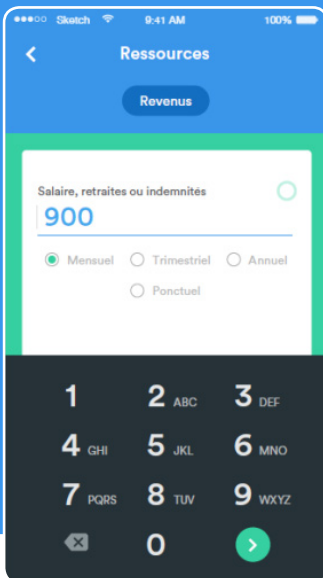 Sketch 9:41 AM 100%
Ressources
Revenus
Salaire, retraites ou indemnités
900
Mensuel Trimestriel Annuel
Ponctuel
1 2 ABC 3 DEF
4 GHI 5 JKL 6 MNO
7 PQRS 8 TUV 9 WXYZ
0